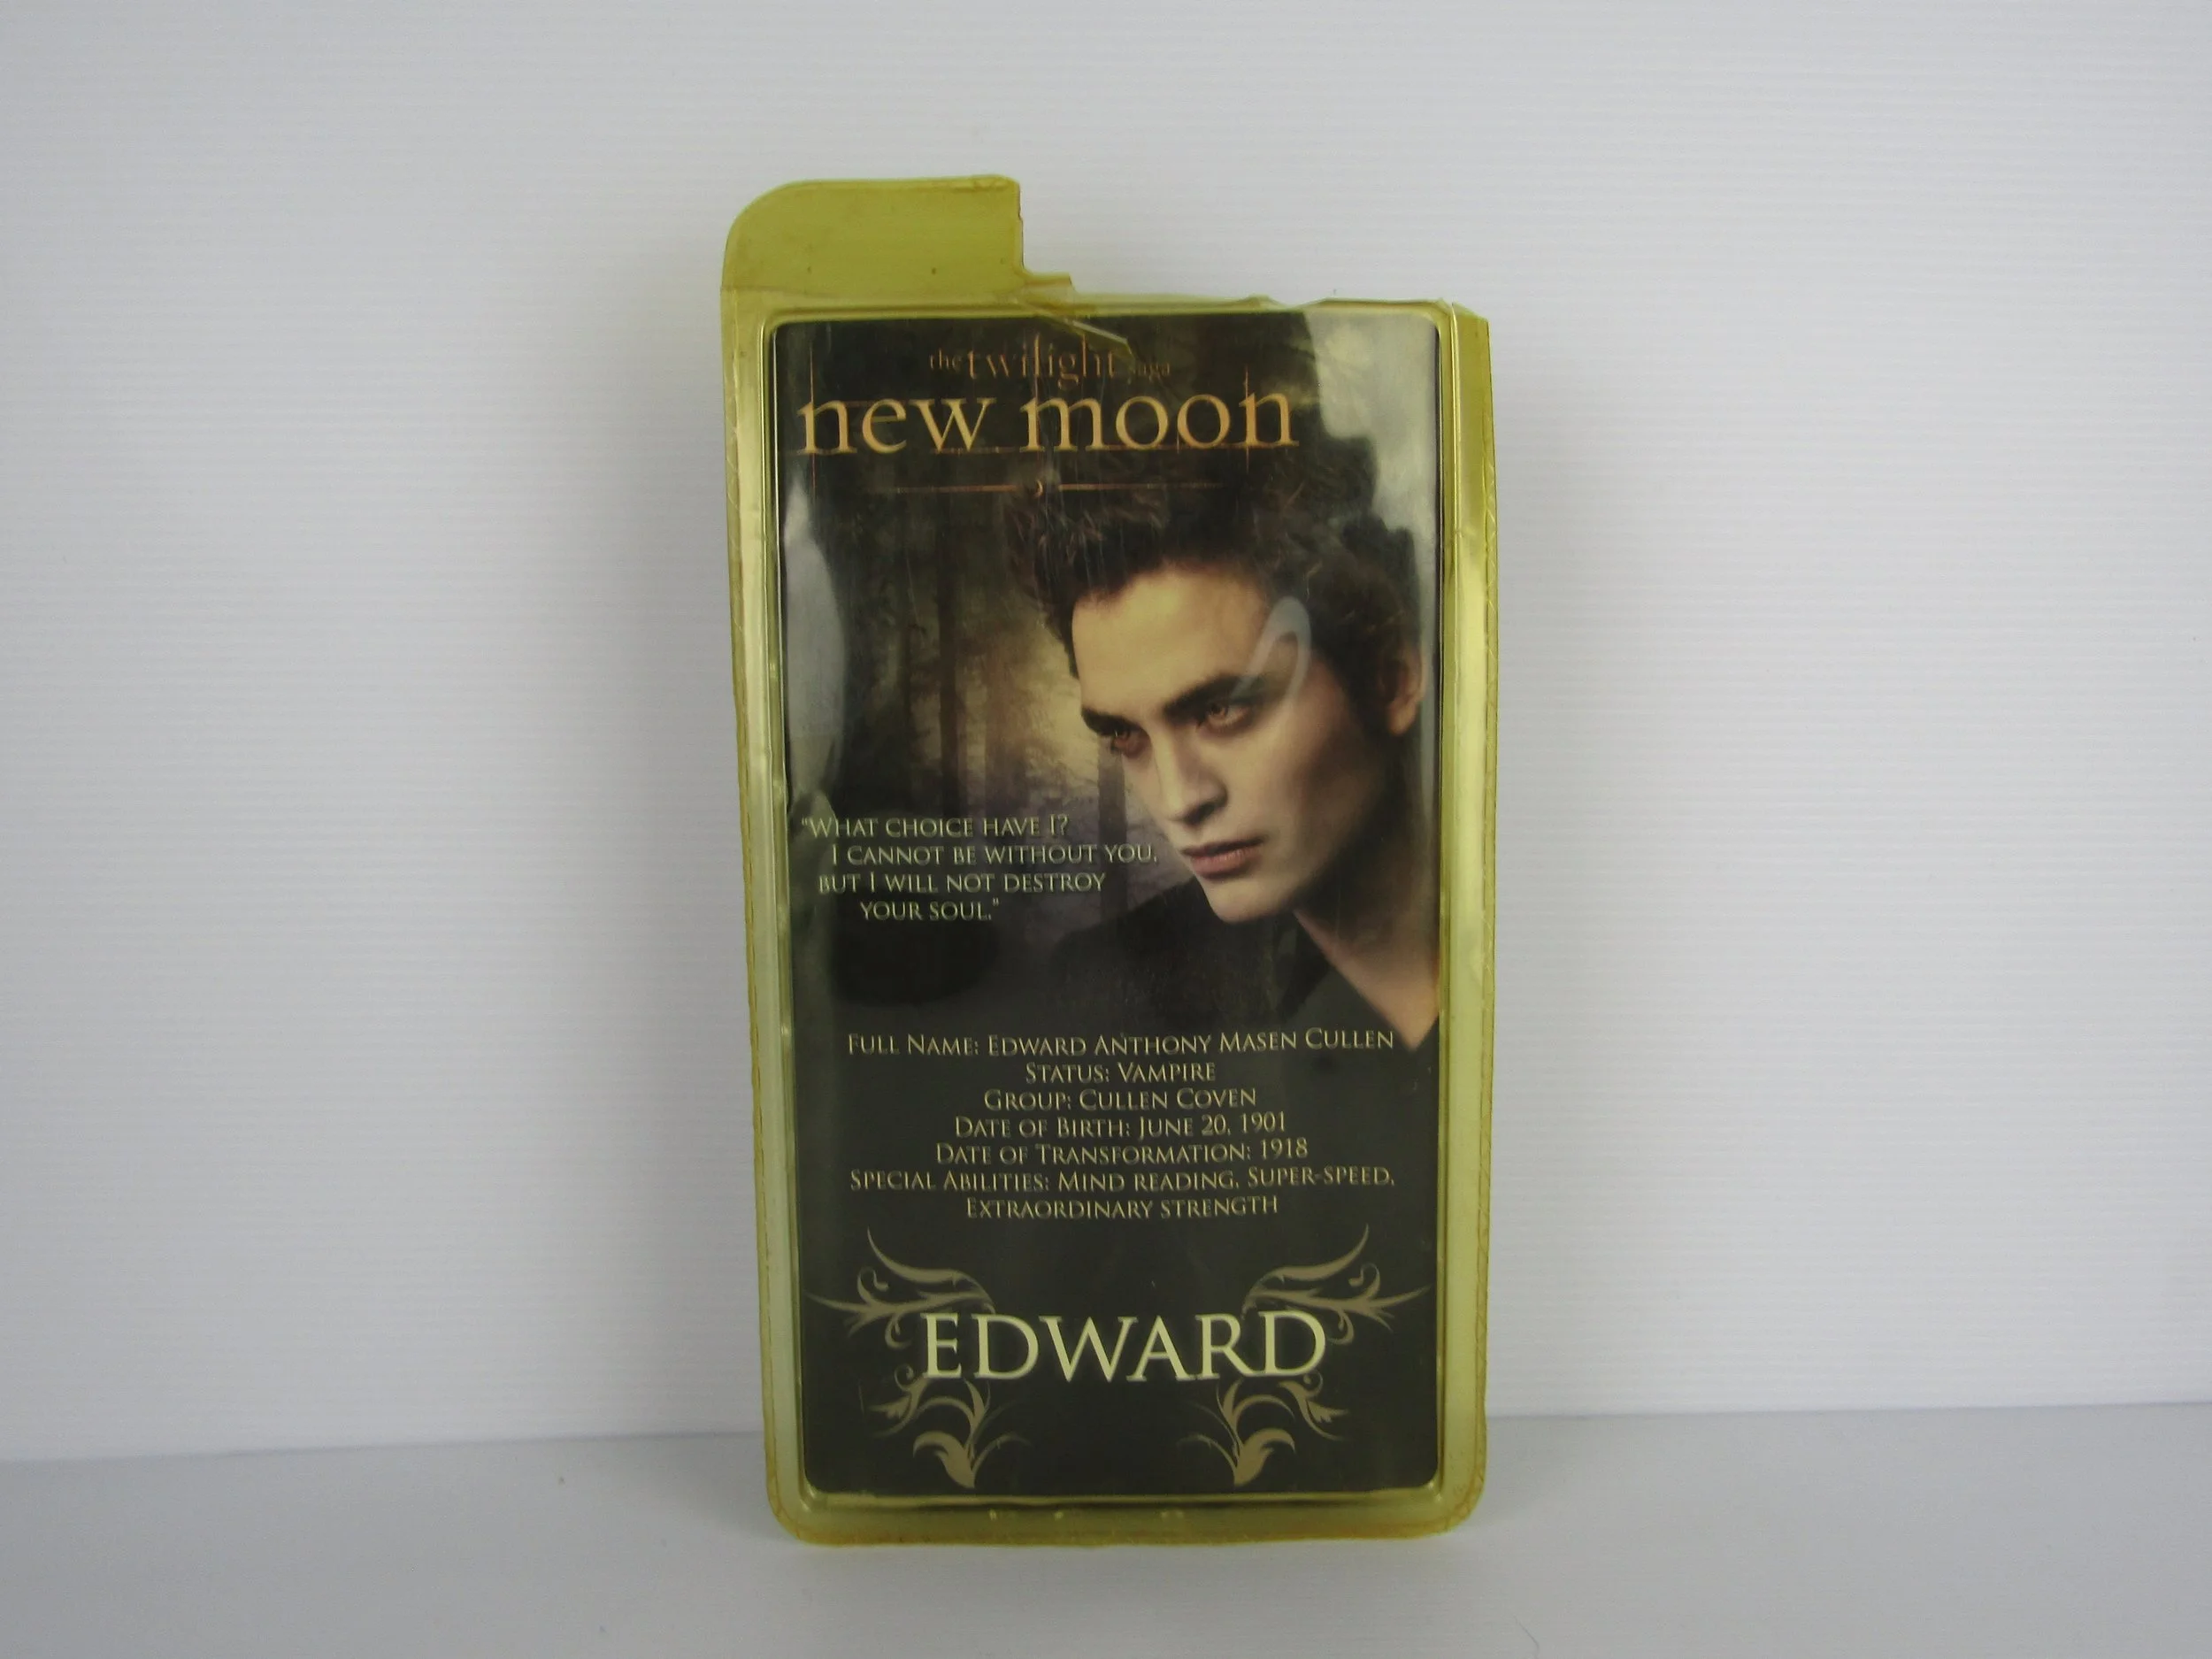 the twilight saga
new moon
"WHAT CHOICE HAVE I?
I CANNOT BE WITHOUT YOU,
BUT I WILL NOT DESTROY
YOUR SOUL."
FULL NAME: EDWARD ANTHONY MASEN CULLEN
STATUS: VAMPIRE
GROUP: CULLEN COVEN
DATE OF BIRTH: JUNE 20, 1901
DATE OF TRANSFORMATION: 1918
SPECIAL ABILITIES: MIND READING, SUPER-SPEED,
EXTRAORDINARY STRENGTH
EDWARD